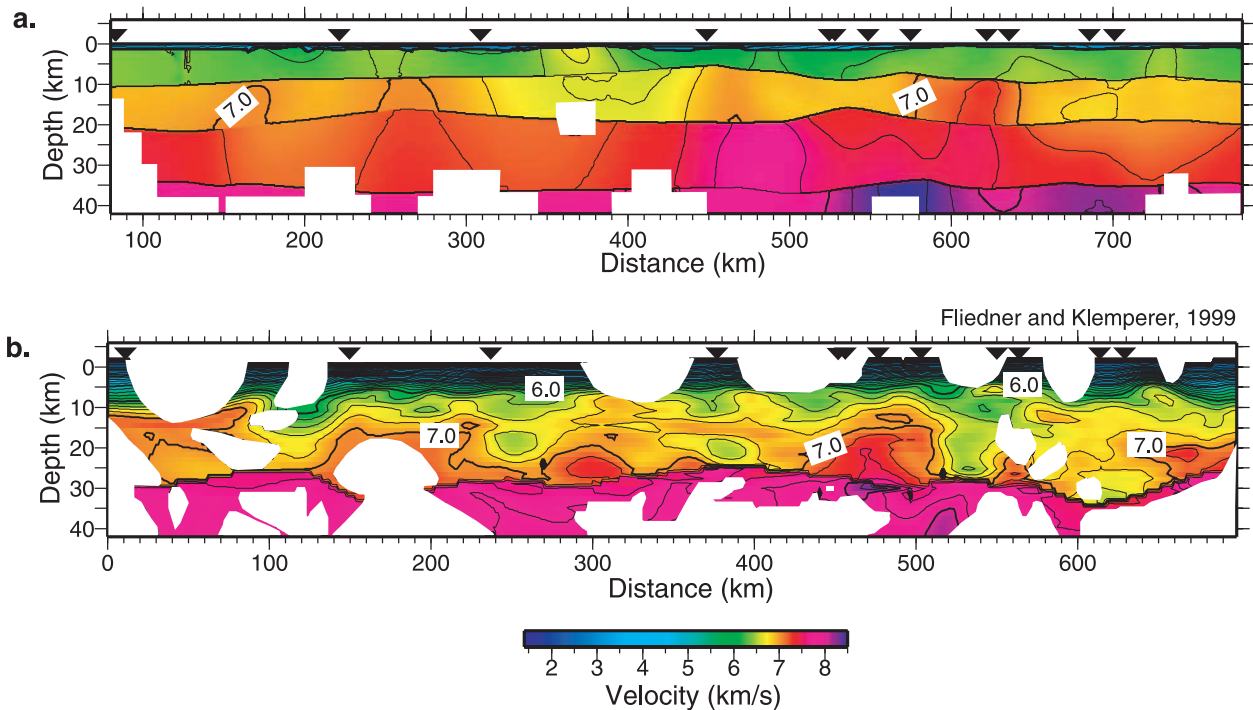 a.
0
10
20
30
40
Depth (km)
7.0
7.0
100 200 300 400 500 600 700
Distance (km)
Fliedner and Klemperer, 1999
b.
0
10
20
30
40
Depth (km)
6.0
6.0
7.0
7.0
7.0
0 100 200 300 400 500 600
Distance (km)
2 3 4 5 6 7 8
Velocity (km/s)